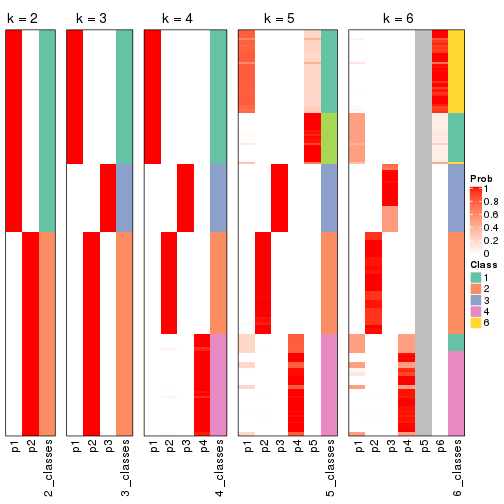 k = 2
k = 3
k = 4
k = 5
k = 6
p1
p2
2_classes
p1
p2
p3
3_classes
p1
p2
p3
p4
4_classes
p1
p2
p3
p4
p5
5_classes
p1
p2
p3
p4
p5
p6
6_classes
Prob
1
0.8
0.6
0.4
0.2
0
Class
1
2
3
4
6